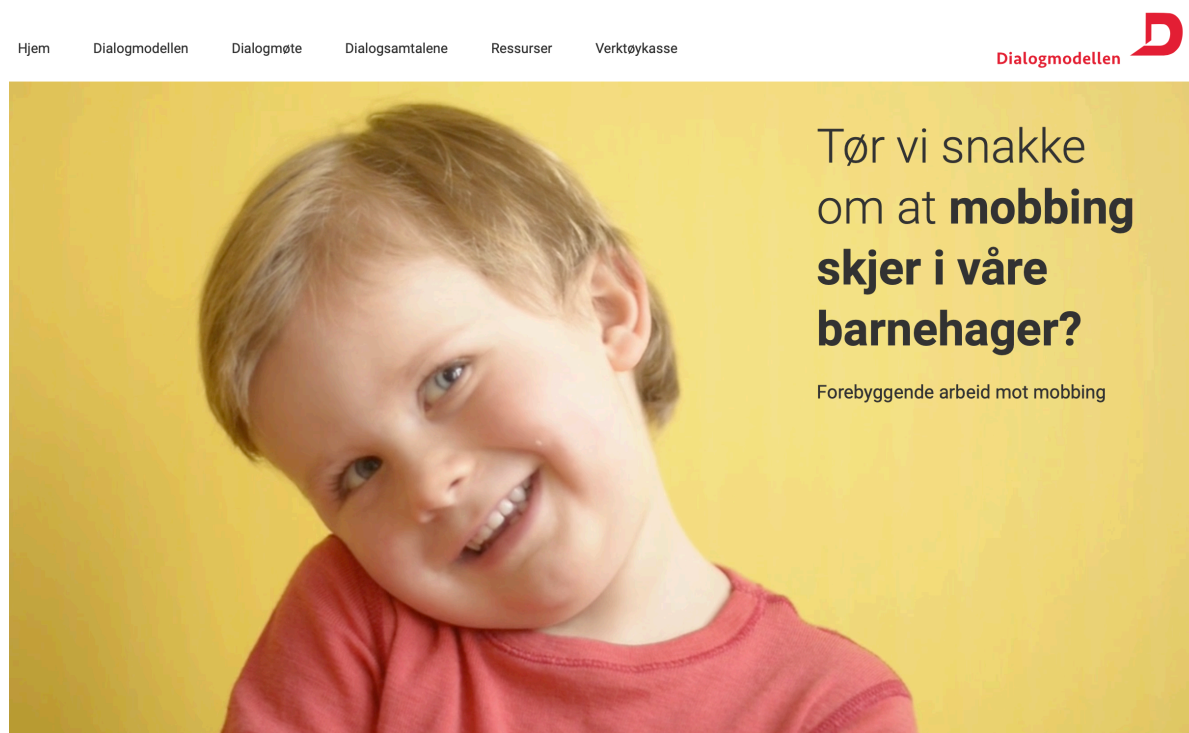 Hjem
Dialogmodellen
Dialogmøte
Dialogsamtalene
Ressurser
Verktøykasse
Dialogmodellen
Tør vi snakke
om at mobbing
skjer i våre
barnehager?
Forebyggende arbeid mot mobbing